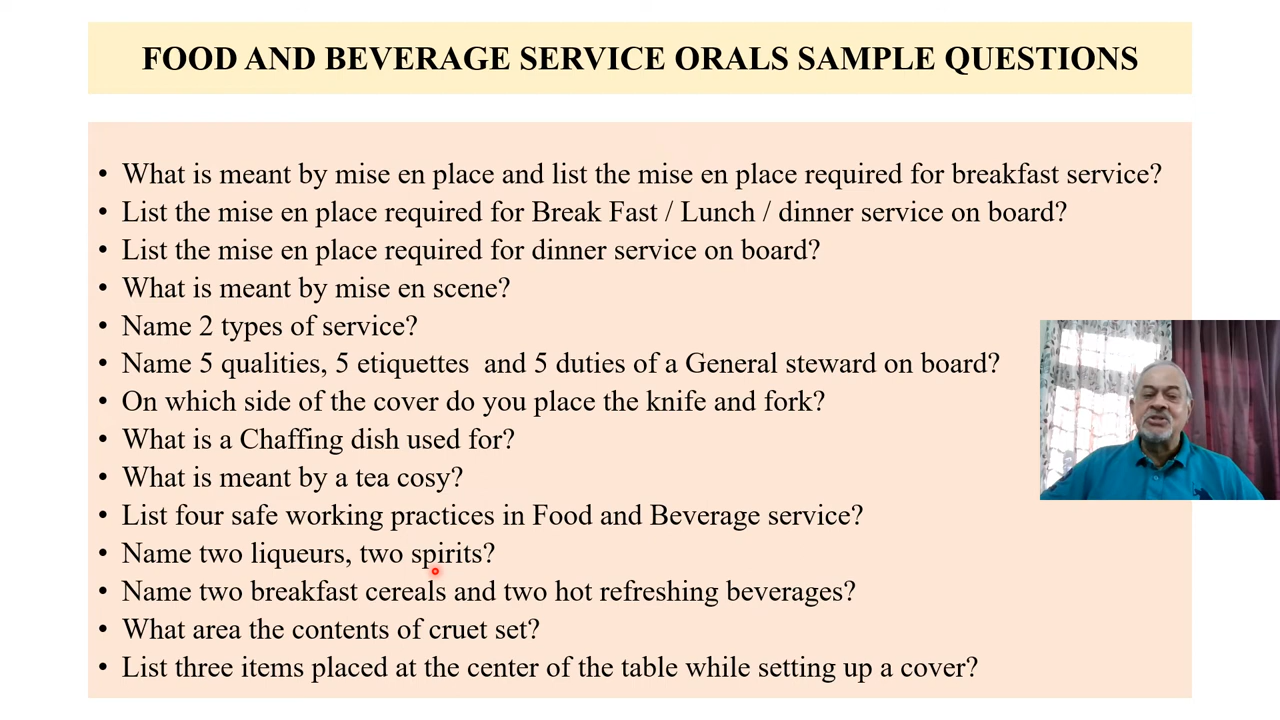 FOOD AND BEVERAGE SERVICE ORALS SAMPLE QUESTIONS
• What is meant by mise en place and list the mise en place required for breakfast service?
• List the mise en place required for Break Fast / Lunch / dinner service on board?
• List the mise en place required for dinner service on board?
• What is meant by mise en scene?
• Name 2 types of service?
• Name 5 qualities, 5 etiquettes  and 5 duties of a General steward on board?
• On which side of the cover do you place the knife and fork?
• What is a Chaffing dish used for?
• What is meant by a tea cosy?
• List four safe working practices in Food and Beverage service?
• Name two liqueurs, two spirits?
• Name two breakfast cereals and two hot refreshing beverages?
• What area the contents of cruet set?
• List three items placed at the center of the table while setting up a cover?